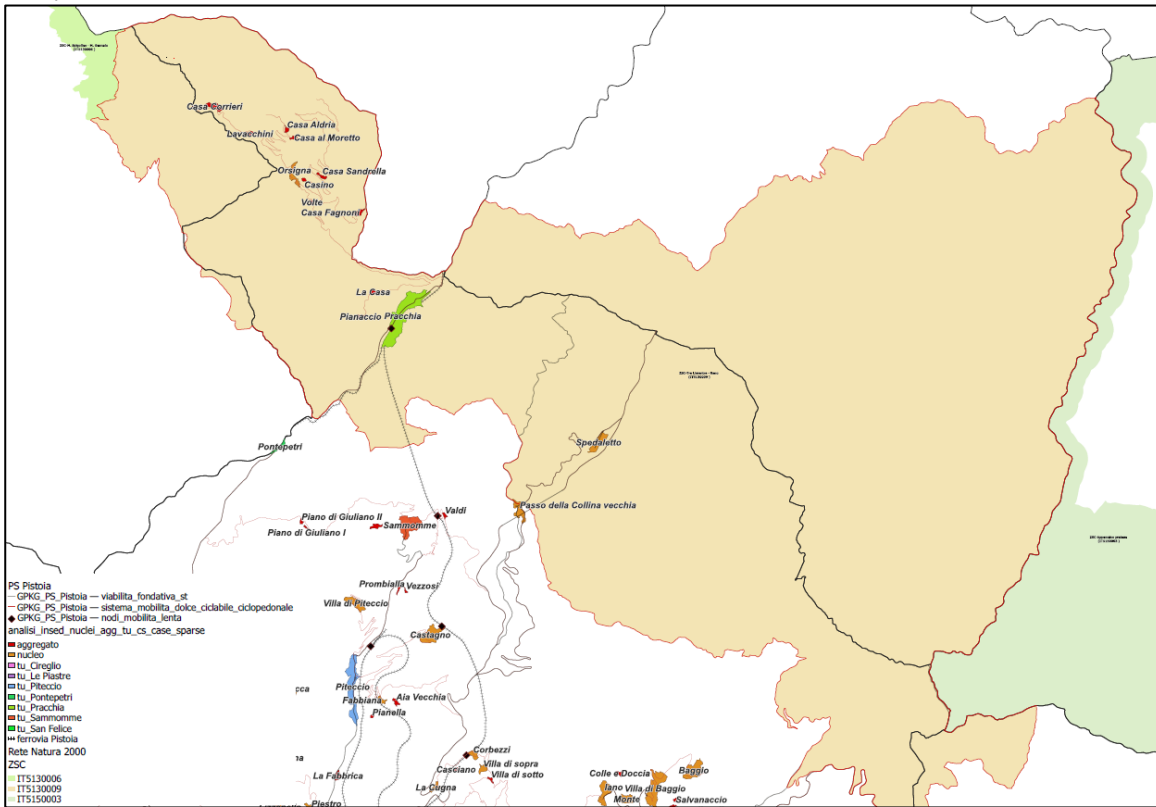 Casa Corrieri
Lavacchini
Casa Aldria
Casa al Moretto
Orsigna
Casa Sandrella
Casino
Volte
Casa Fagnoni
La Casa
Pianaccio Pracchia
Spedaletto
Pontepetri
Passo della Collina vecchia
Piano di Giuliano II
Piano di Giuliano I
Sammomme
Valdi
Prombialla
Vezzosi
Villa di Piteccio
Castagno
Piteccio
Fabbiana
Aia Vecchia
Pianella
Corbezzi
Casciano
Villa di sopra
Villa di sotto
La Fabbrica
La Cugna
Piestro
Colle e Doccia
Baggio
Iano
Villa di Baggio
Monte
Salvanaccio
PS Pistoia
GPKG_PS_Pistoia — viabilita_fondativa_st
GPKG_PS_Pistoia — sistema_mobilita_dolce_ciclabile_ciclopedonale
GPKG_PS_Pistoia — nodi_mobilita_lenta
analisi_insed_nuclei_agg_tu_cs_case_sparse
aggregato
nucleo
tu_Cireglio
tu_Le Piastre
tu_Piteccio
tu_Pontepetri
tu_Pracchia
tu_Sammomme
tu_San Felice
ferrovia Pistoia
Rete Natura 2000
ZSC
IT5130006
IT5130009
IT5150003